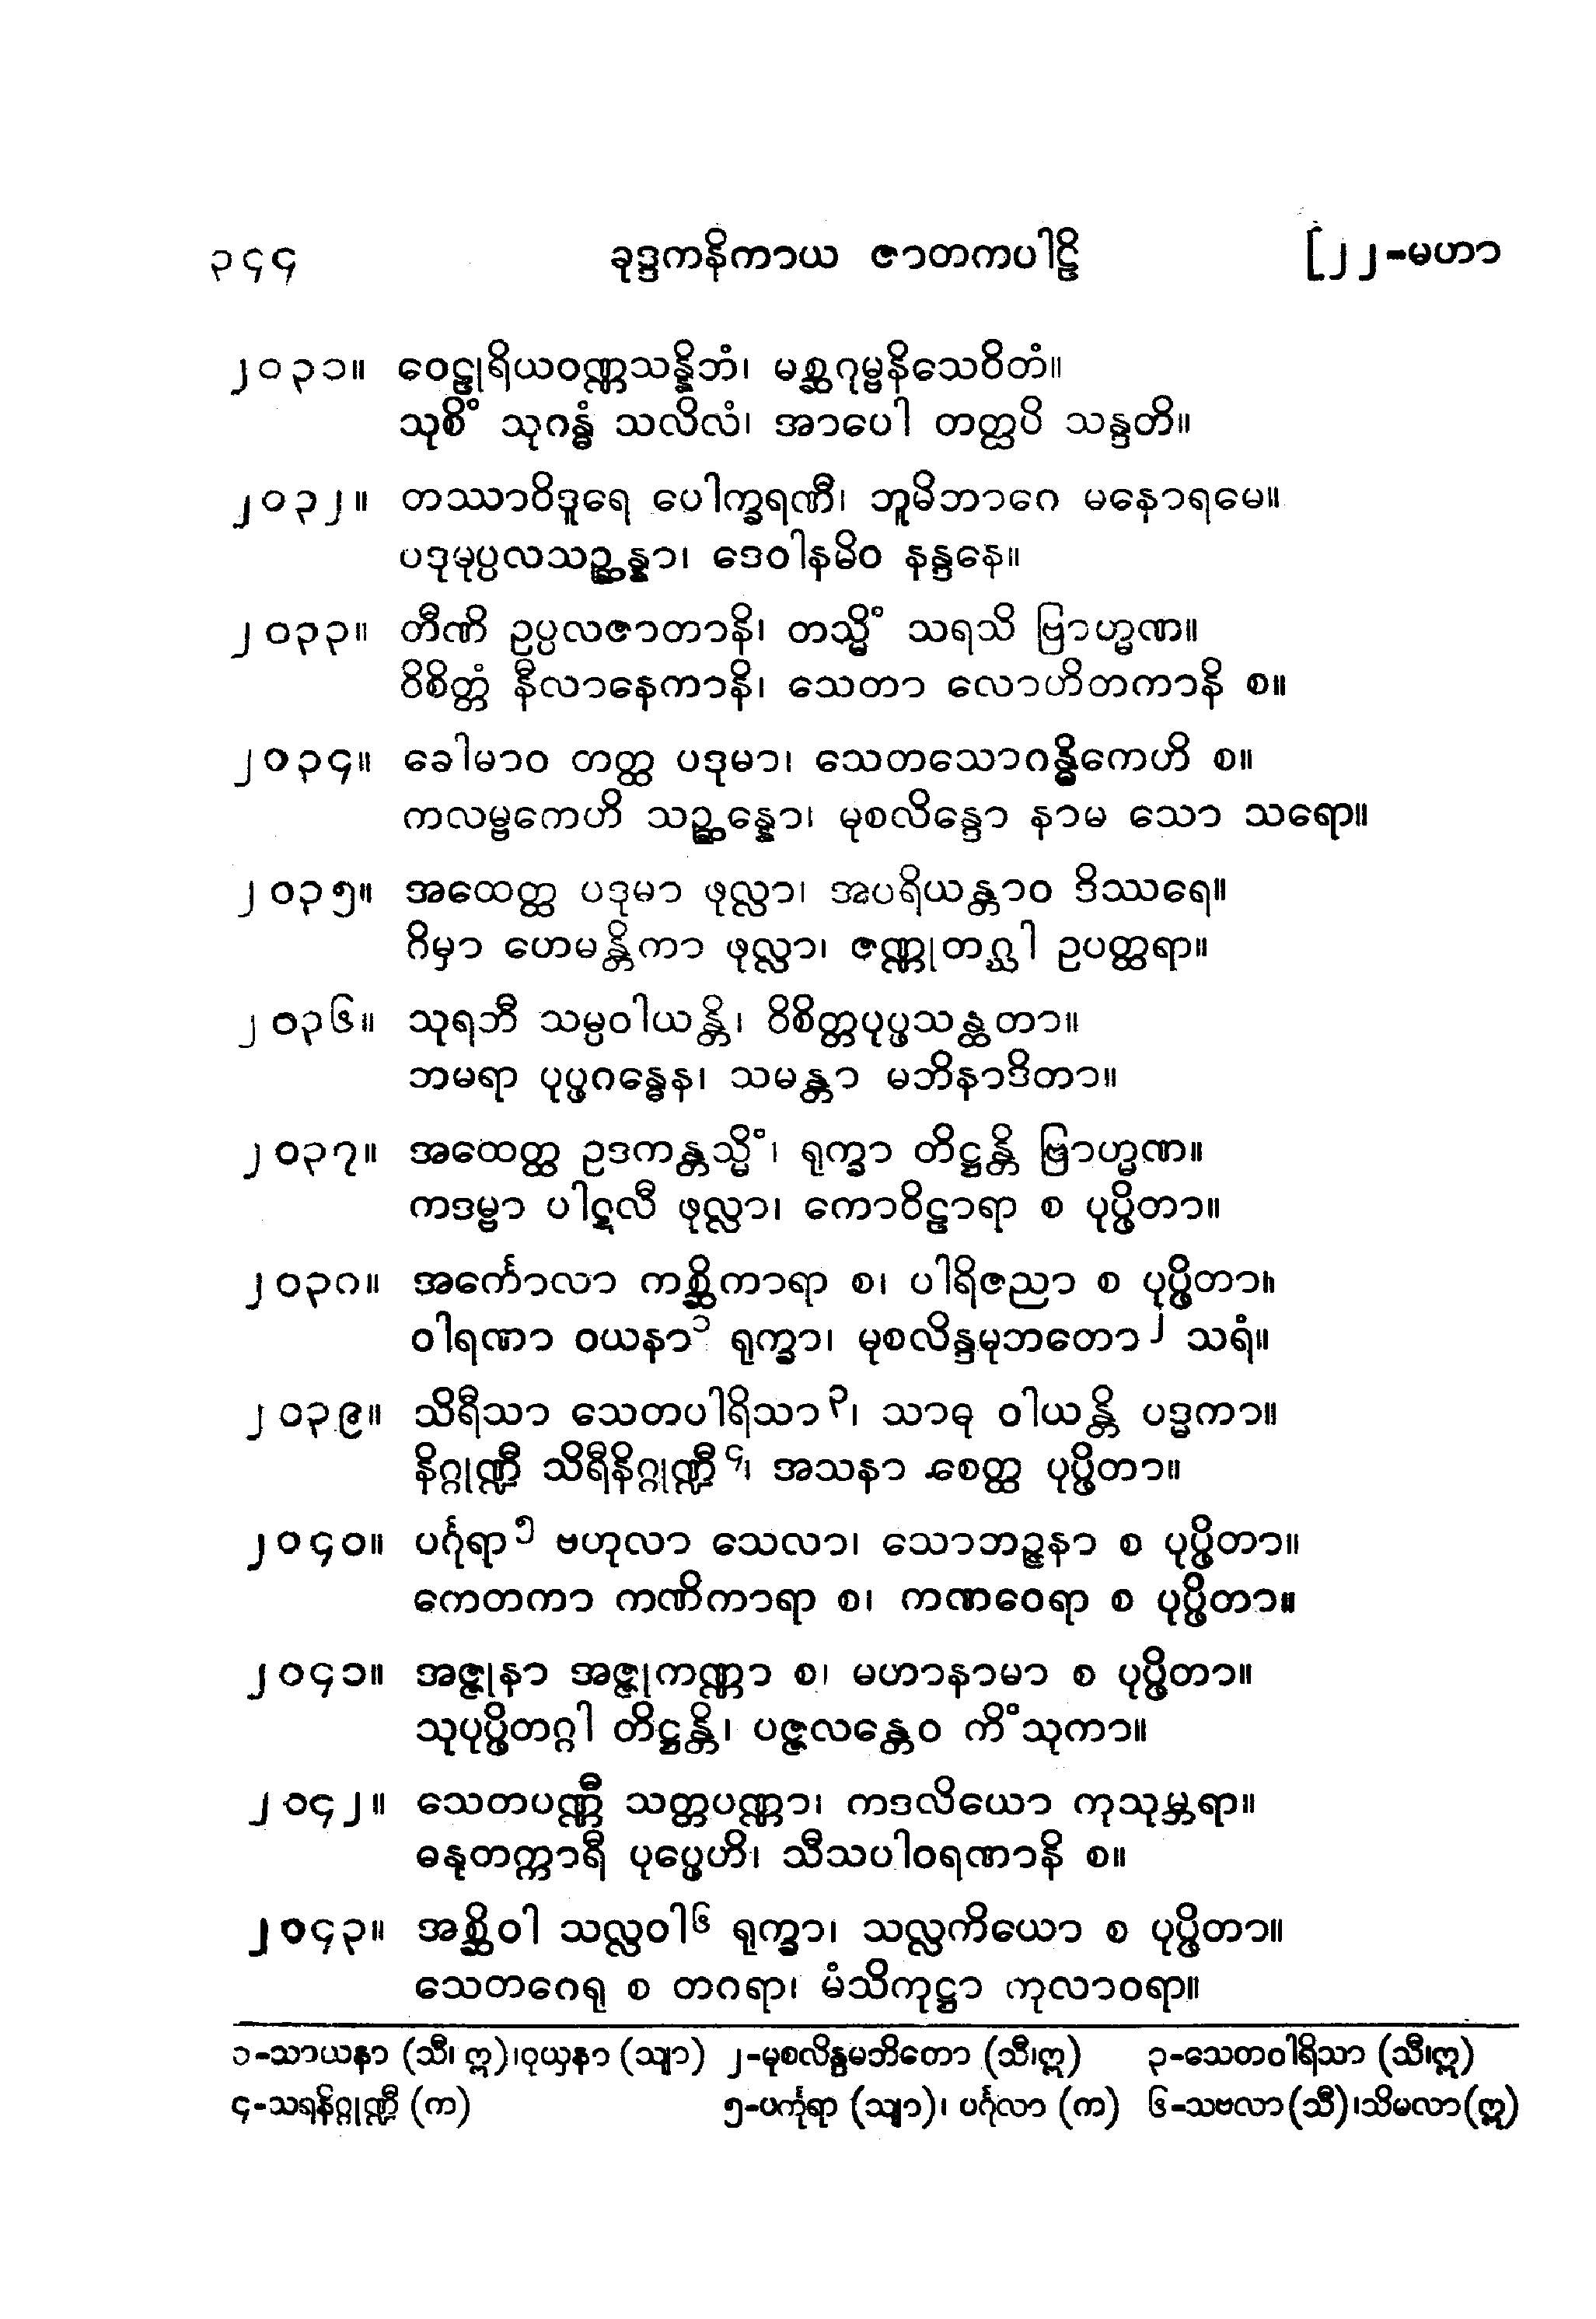 ၃၄၄ ခုဒ္ဒကနိကာယ ဇာတကပါဠိ [၂၂-မဟာ
၂၀၃၁။ ဝေဠုရိယဝဏ္ဏသန္နိဘံ၊ မစ္ဆဂုမ္ဗနိသေဝိတံ။
သုစိံ သုဂန္ဓံ သလိလံ၊ အာပေါ တတ္ထပိ သန္ဒတိ။
၂၀၃၂။ တဿာဝိဒူရေ ပေါက္ခရဏီ၊ ဘူမိဘာဂေ မနောရမေ။
ပဒုမုပ္ပလသဉ္ဆန္နာ၊ ဒေဝါနမိဝ နန္ဒနေ။
၂၀၃၃။ တီဏိ ဥပ္ပလဇာတာနိ၊ တသ္မိံ သရသိ ဗြာဟ္မဏ။
ဝိစိတ္တံ နီလာနေကာနိ၊ သေတာ လောဟိတကာနိ စ။
၂၀၃၄။ ခေါမာဝ တတ္ထ ပဒုမာ၊ သေတသောဂန္ဓိကေဟိ စ။
ကလမ္ဗကေဟိ သဉ္ဆန္နော၊ မုစလိန္ဒော နာမ သော သရော။
၂၀၃၅။ အထေတ္ထ ပဒုမာ ဖုလ္လာ၊ အပရိယန္တာဝ ဒိဿရေ။
ဂိမှာ ဟေမန္တိကာ ဖုလ္လာ၊ ဇဏ္ဏုတဂ္ဃါ ဥပတ္ထရာ။
၂၀၃၆။ သုရဘီ သမ္ပဝါယန္တိ၊ ဝိစိတ္တပုပ္ဖသန္ထတာ။
ဘမရာ ပုပ္ဖဂန္ဓေန၊ သမန္တာ မဘိနာဒိတာ။
၂၀၃၇။ အထေတ္ထ ဥဒကန္တသ္မိံ၊ ရုက္ခာ တိဋ္ဌန္တိ ဗြာဟ္မဏ။
ကဒမ္ဗာ ပါဋလီ ဖုလ္လာ၊ ကောဝိဠာရာ စ ပုပ္ဖိတာ။
၂၀၃၈။ အင်္ကောလာ ကစ္ဆိကာရာ စ၊ ပါရိဇညာ စ ပုပ္ဖိတာ။
ဝါရဏာ ဝယနာ၁ ရုက္ခာ၊ မုစလိန္ဒမုဘတော၂ သရံ။
၂၀၃၉။ သိရီသာ သေတပါရိသာ၃၊ သာဓု ဝါယန္တိ ပဒ္မကာ။
နိဂ္ဂုဏ္ဍီ သိရီနိဂ္ဂုဏ္ဍီ၄၊ အသနာ စေတ္ထ ပုပ္ဖိတာ။
၂၀၄၀။ ပင်္ဂုရာ၅ ဗဟုလာ သေလာ၊ သောဘဉ္ဇနာ စ ပုပ္ဖိတာ။
ကေတကာ ကဏိကာရာ စ၊ ကဏဝေရာ စ ပုပ္ဖိတာ။
၂၀၄၁။ အဇ္ဇုနာ အဇ္ဇုကဏ္ဏာ စ၊ မဟာနာမာ စ ပုပ္ဖိတာ။
သုပုပ္ဖိတဂ္ဂါ တိဋ္ဌန္တိ၊ ပဇ္ဇလန္တေဝ ကိံသုကာ။
၂၀၄၂။ သေတပဏ္ဏီ သတ္တပဏ္ဏာ၊ ကဒလိယော ကုသုမ္ဘရာ။
ဓနုတက္ကာရီ ပုပ္ဖေဟိ၊ သီသပါဝရဏာနိ စ။
၂၀၄၃။ အစ္ဆိဝါ သလ္လဝါ၆ ရုက္ခာ၊ သလ္လကိယော စ ပုပ္ဖိတာ။
သေတဂေရု စ တဂရာ၊ မံသိကုဋ္ဌာ ကုလာဝရာ။
၁-သာယနာ (သီ၊ ဣ)၊ဝုယှနာ (သျာ) ၂-မုစလိန္ဒမဘိတော (သီ၊ဣ) ၃-သေတဝါရိသာ (သီ၊ဣ)
၄-သရနိဂ္ဂုဏ္ဍီ (က) ၅-ပင်္ကုရာ (သျာ)၊ ပင်္ဂုလာ (က) ၆-သဗလာ(သီ)၊သိမလာ(ဣ)